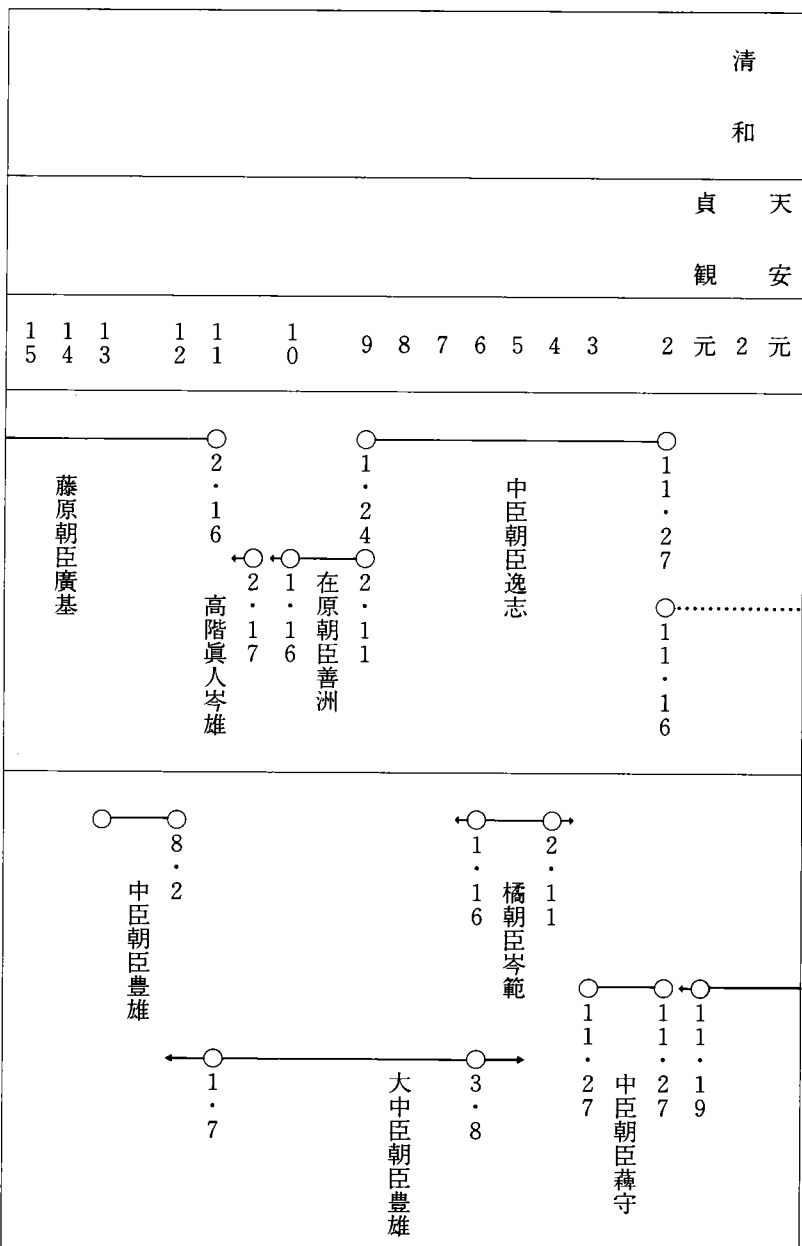 清和
天安
貞観
元
2
元
2
3
4
5
6
7
8
9
10
11
12
13
14
15
11・27
11・16
中臣朝臣逸志
1・24
2・11
在原朝臣善洲
1・16
2・17
2・16
高階眞人岑雄
藤原朝臣廣基
11・19
11・27
中臣朝臣薭守
11・27
2・11
橘朝臣岑範
1・16
3・8
大中臣朝臣豊雄
1・7
8・2
中臣朝臣豊雄